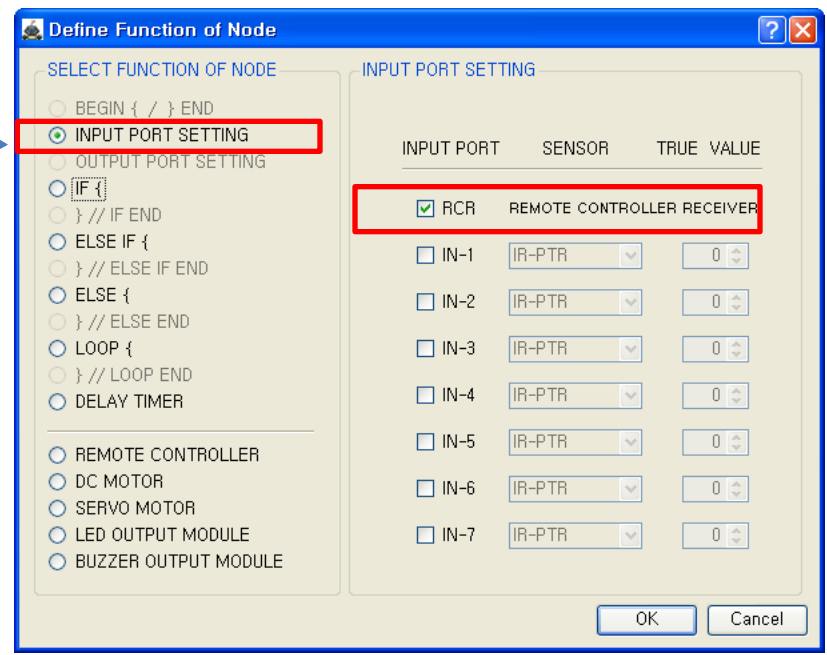 Define Function of Node
SELECT FUNCTION OF NODE
BEGIN { / } END
INPUT PORT SETTING
OUTPUT PORT SETTING
IF {
} // IF END
ELSE IF {
} // ELSE IF END
ELSE {
} // ELSE END
LOOP {
} // LOOP END
DELAY TIMER
REMOTE CONTROLLER
DC MOTOR
SERVO MOTOR
LED OUTPUT MODULE
BUZZER OUTPUT MODULE
INPUT PORT SETTING
INPUT PORT SENSOR TRUE VALUE
RCR REMOTE CONTROLLER RECEIVER
IN-1 IR-PTR 0
IN-2 IR-PTR 0
IN-3 IR-PTR 0
IN-4 IR-PTR 0
IN-5 IR-PTR 0
IN-6 IR-PTR 0
IN-7 IR-PTR 0
OK Cancel